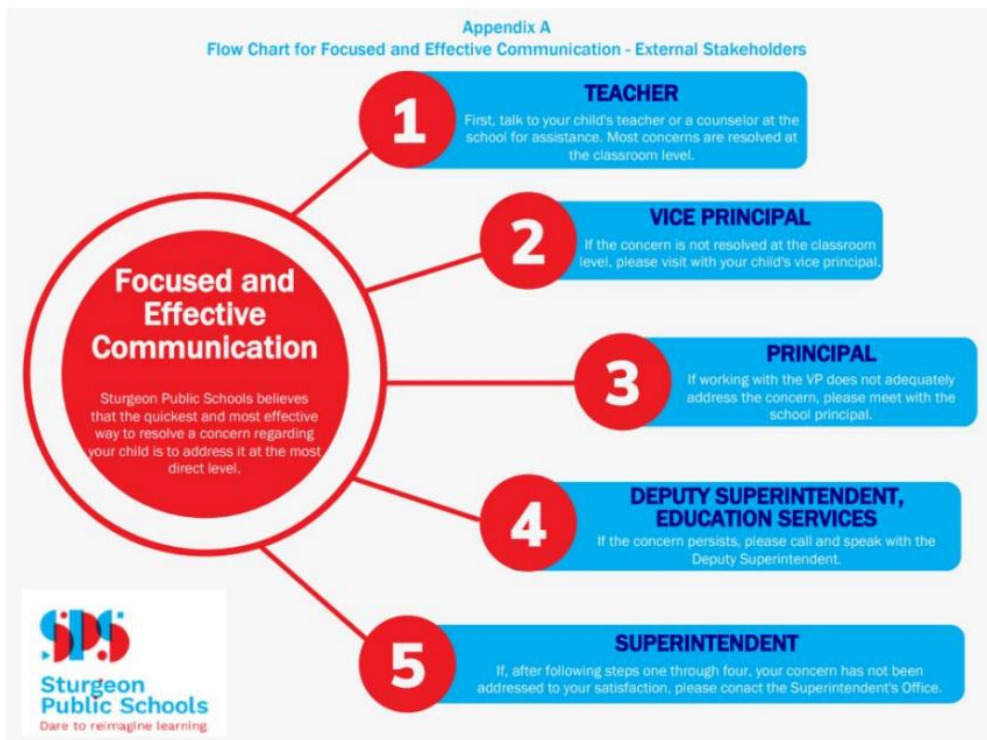 Appendix A
Flow Chart for Focused and Effective Communication - External Stakeholders
1
TEACHER
First, talk to your child's teacher or a counselor at the
school for assistance. Most concerns are resolved at
the classroom level.
2
VICE PRINCIPAL
If the concern is not resolved at the classroom
level, please visit with your child's vice principal.
Focused and
Effective
Communication
Sturgeon Public Schools believes
that the quickest and most effective
way to resolve a concern regarding
your child is to address it at the most
direct level.
3
PRINCIPAL
If working with the VP does not adequately
address the concern, please meet with the
school principal.
4
DEPUTY SUPERINTENDENT,
EDUCATION SERVICES
If the concern persists, please call and speak with the
Deputy Superintendent.
5
SUPERINTENDENT
If, after following steps one through four, your concern has not been
addressed to your satisfaction, please conact the Superintendent's Office.
SPS
Sturgeon
Public Schools
Dare to reimagine learning